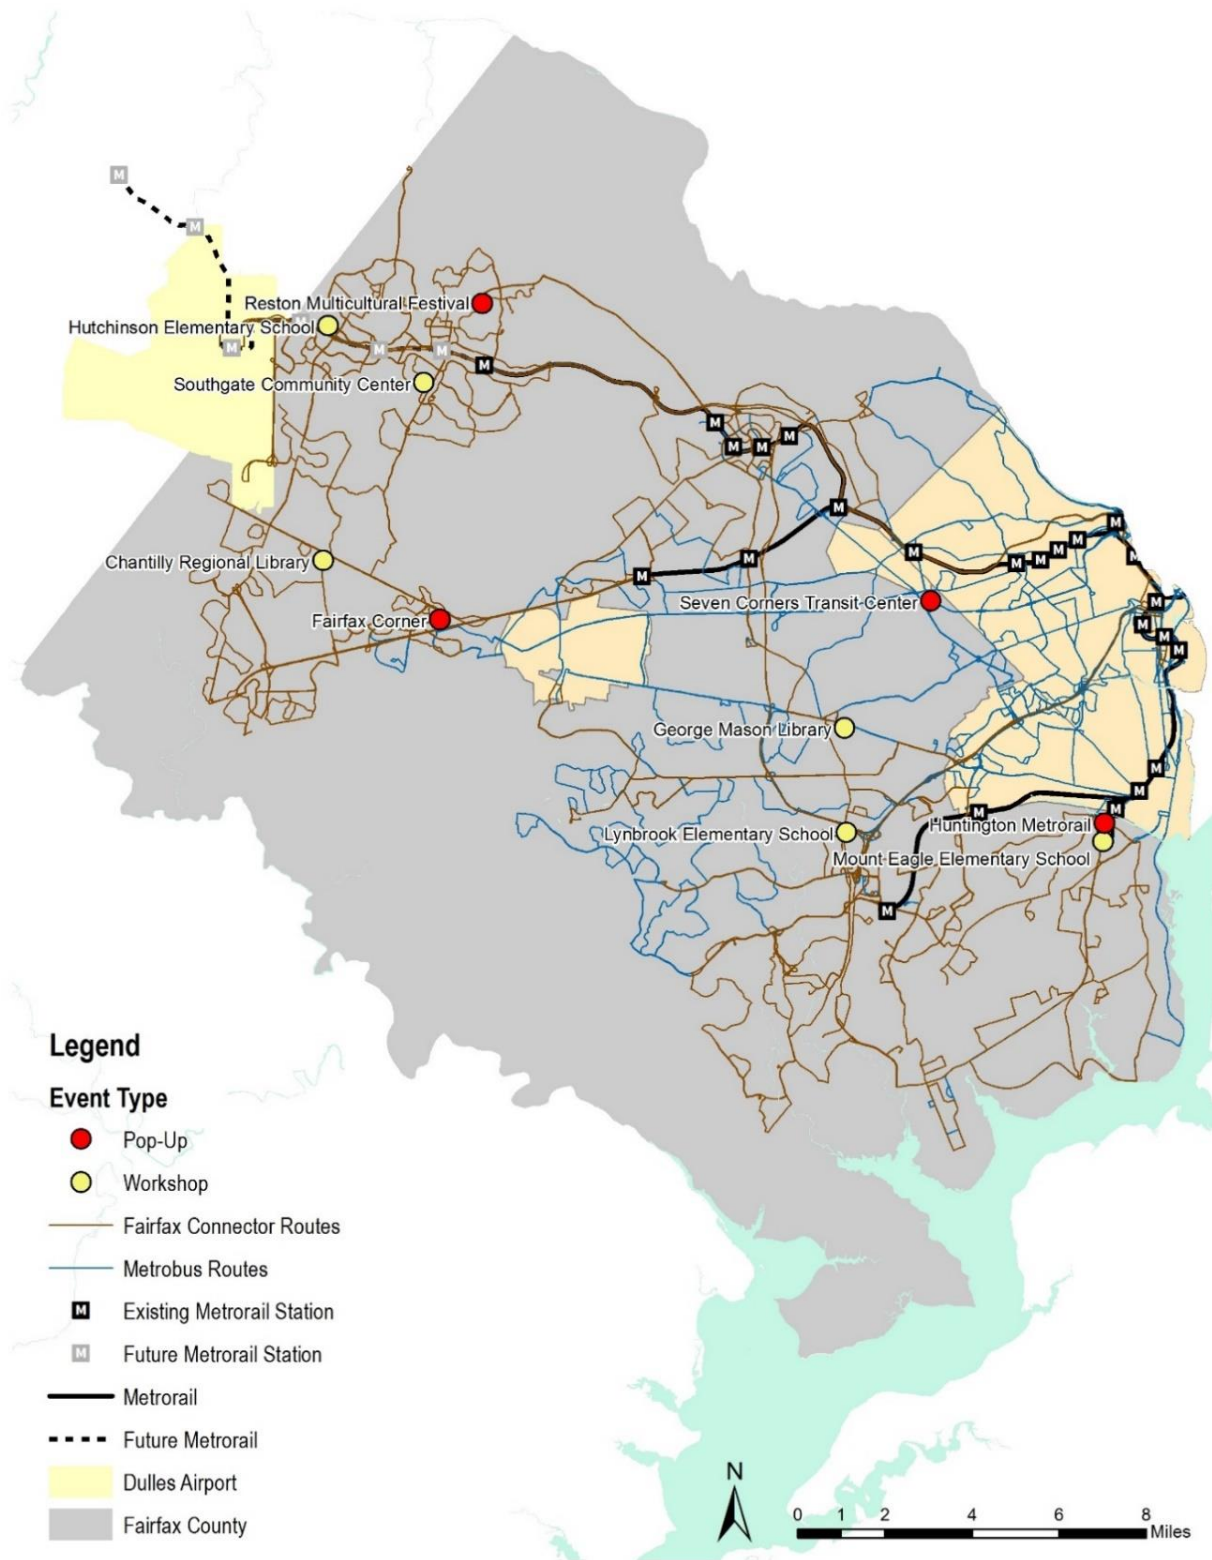 M
M
Reston Multicultural Festival
Hutchinson Elementary School
M
M
M
M
M
Southgate Community Center
M
M
M
M
M
M
M
M
M
M
M
M
M
M
Chantilly Regional Library
M
Seven Corners Transit Center
M
Fairfax Corner
M
M
M
George Mason Library
M
M
M
M
Huntington Metrorail
Lynbrook Elementary School
Mount Eagle Elementary School
M
Legend
Event Type
Pop-Up
Workshop
Fairfax Connector Routes
Metrobus Routes
M Existing Metrorail Station
M Future Metrorail Station
Metrorail
Future Metrorail
Dulles Airport
Fairfax County
N
0 1 2 4 6 8
Miles